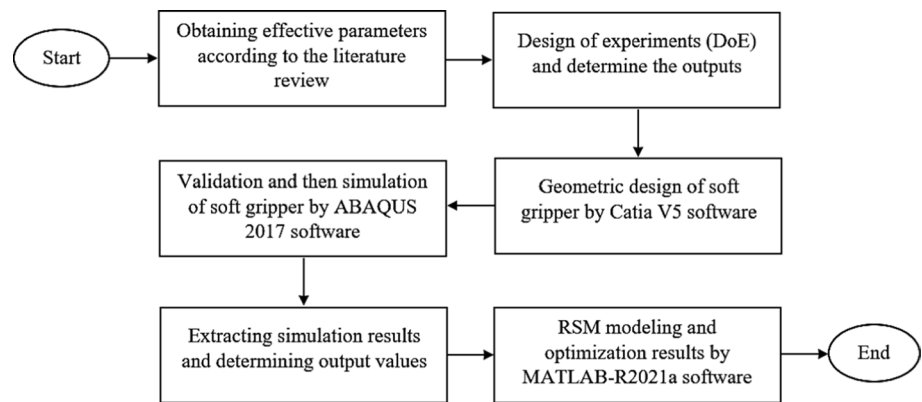 Start
Obtaining effective parameters
according to the literature
review
Design of experiments (DoE)
and determine the outputs
Geometric design of soft
gripper by Catia V5 software
Validation and then simulation
of soft gripper by ABAQUS
2017 software
Extracting simulation results
and determining output values
RSM modeling and
optimization results by
MATLAB-R2021a software
End